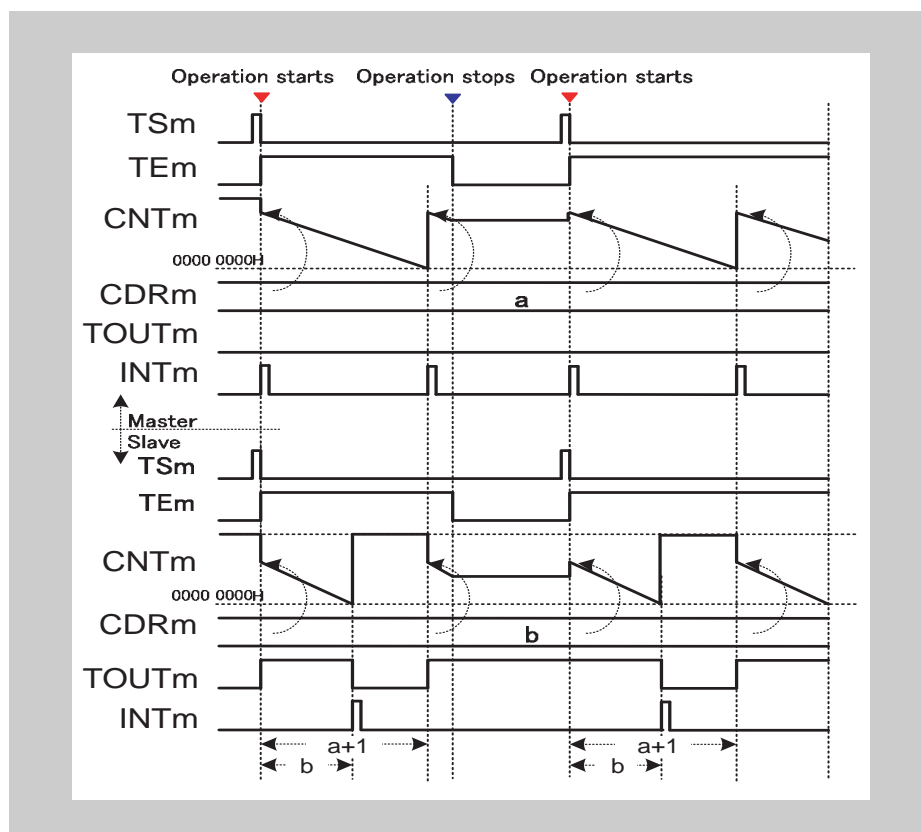 Operation starts Operation stops Operation starts
TSm
TEm
CNTm
0000 0000H
CDRm
a
TOUTm
INTm
Master
Slave
TSm
TEm
CNTm
0000 0000H
CDRm
b
TOUTm
INTm
a+1 a+1
b b